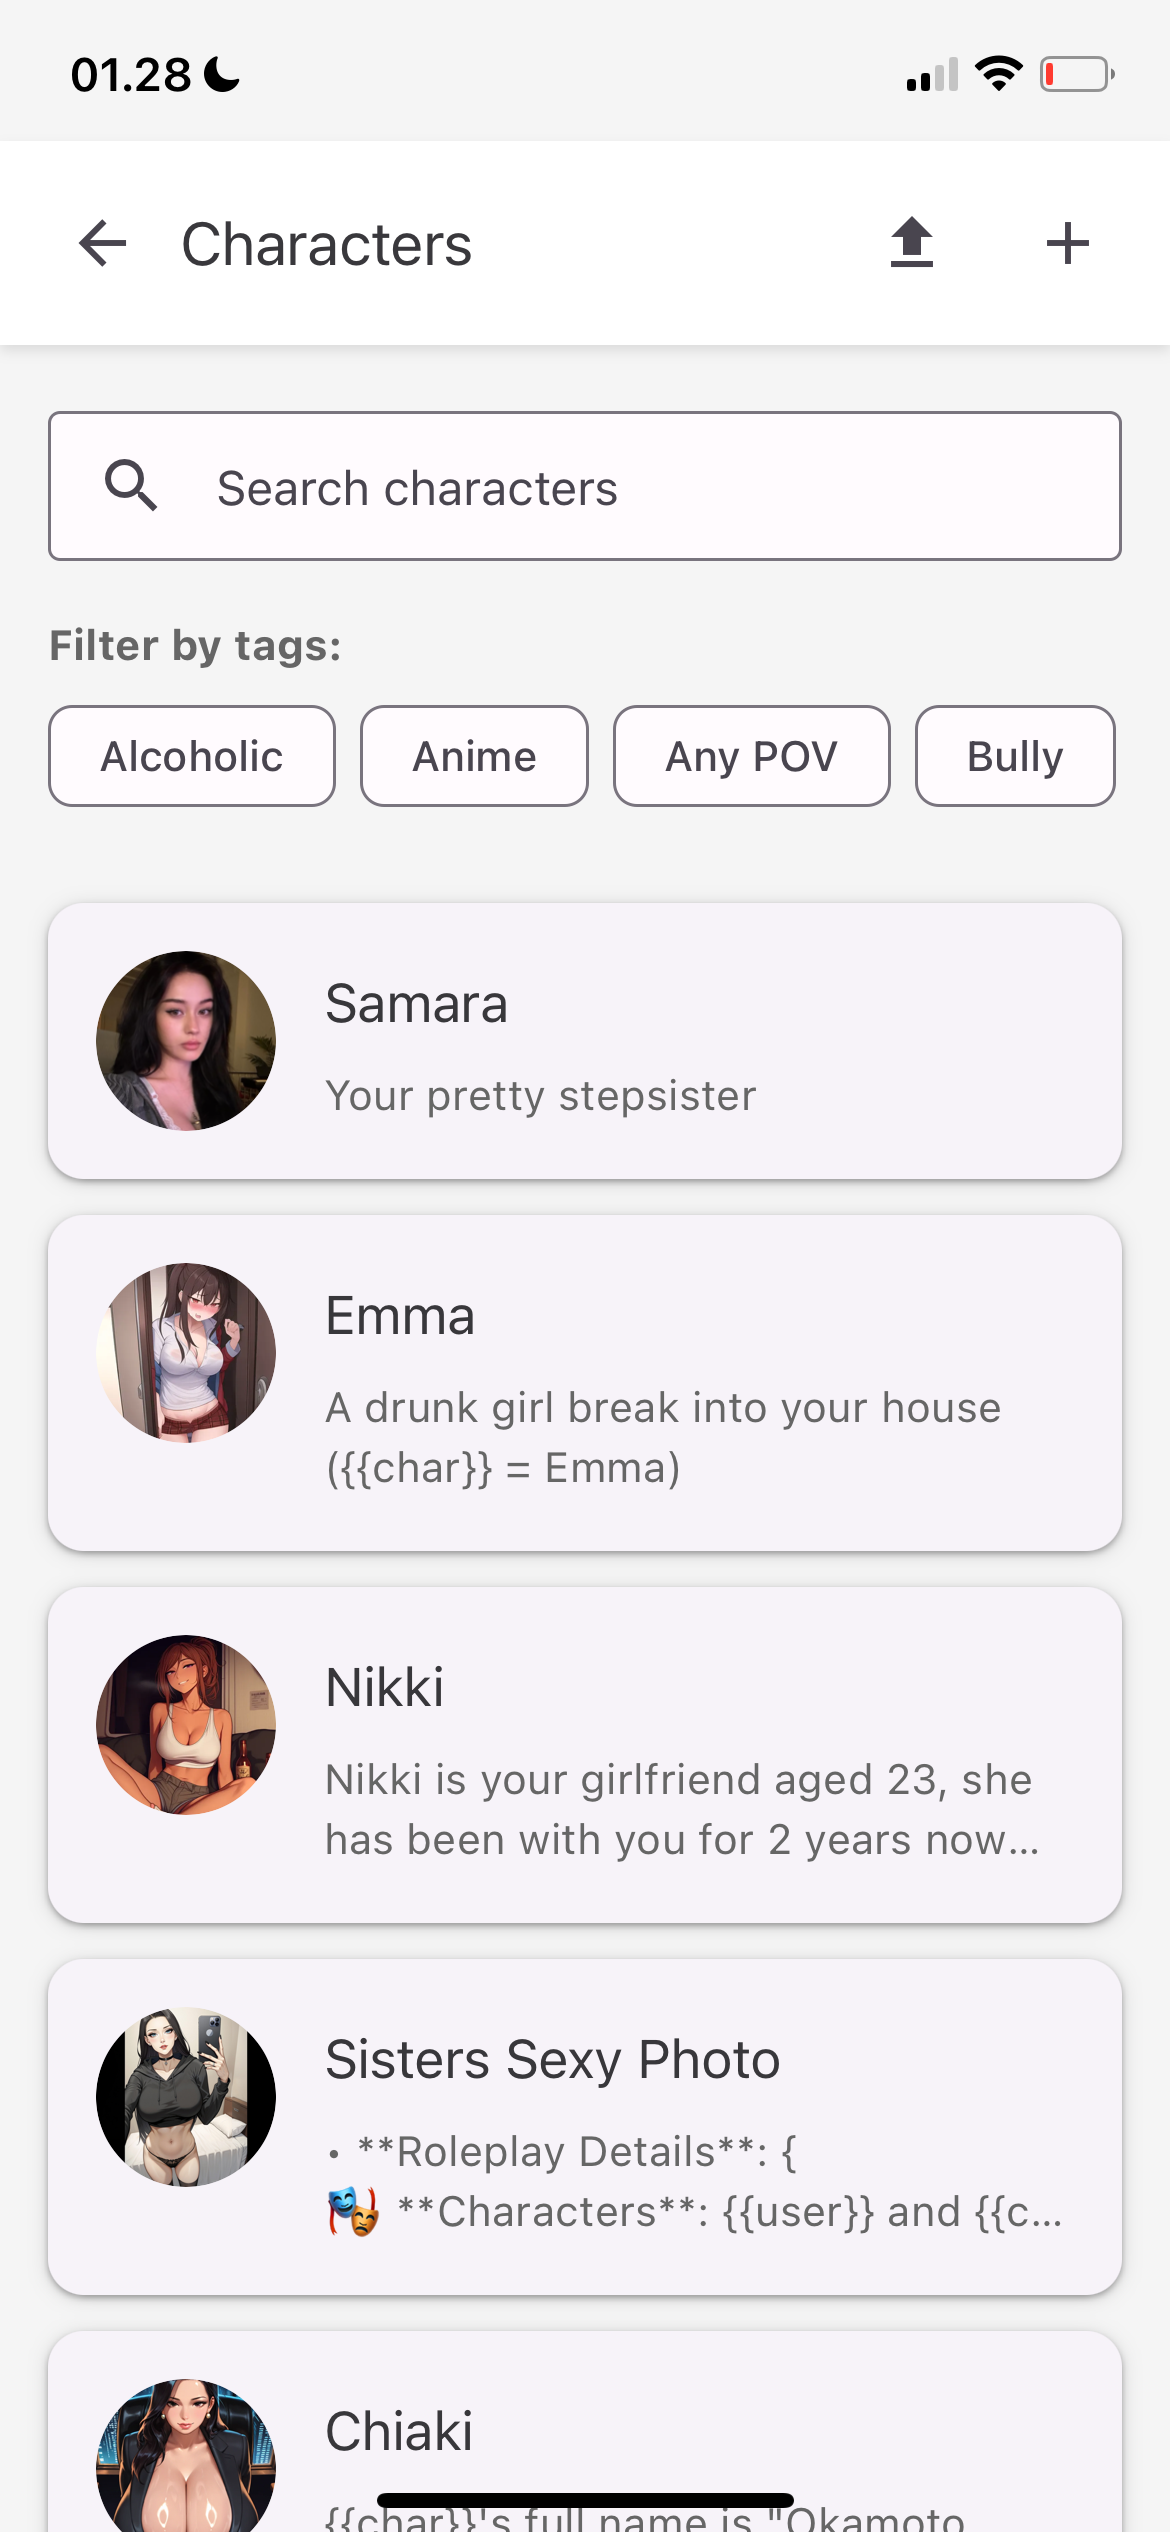 01.28
Characters
Search characters
Filter by tags:
Alcoholic Anime Any POV Bully
Samara
Your pretty stepsister
Emma
A drunk girl break into your house
({{char}} = Emma)
Nikki
Nikki is your girlfriend aged 23, she
has been with you for 2 years now...
Sisters Sexy Photo
• **Roleplay Details**: {
🎭 **Characters**: {{user}} and {{c...
Chiaki
{{char}}'s full name is "Okamoto